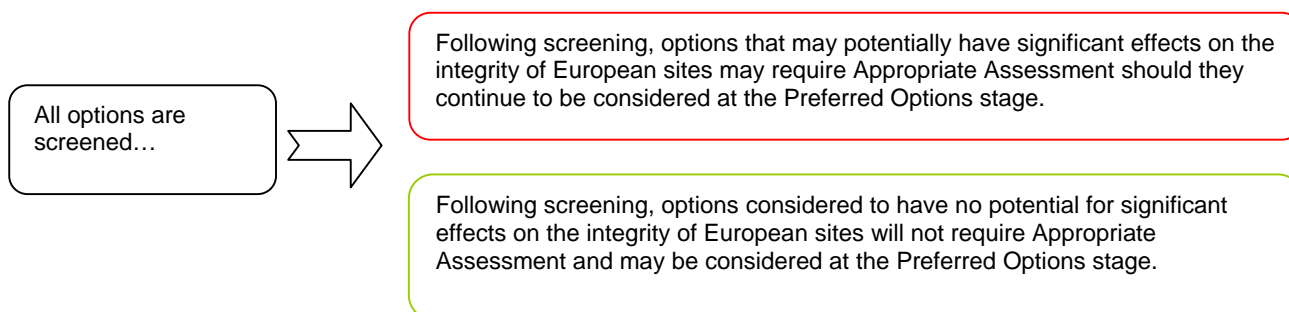 All options are
screened…
Following screening, options that may potentially have significant effects on the
integrity of European sites may require Appropriate Assessment should they
continue to be considered at the Preferred Options stage.
Following screening, options considered to have no potential for significant
effects on the integrity of European sites will not require Appropriate
Assessment and may be considered at the Preferred Options stage.